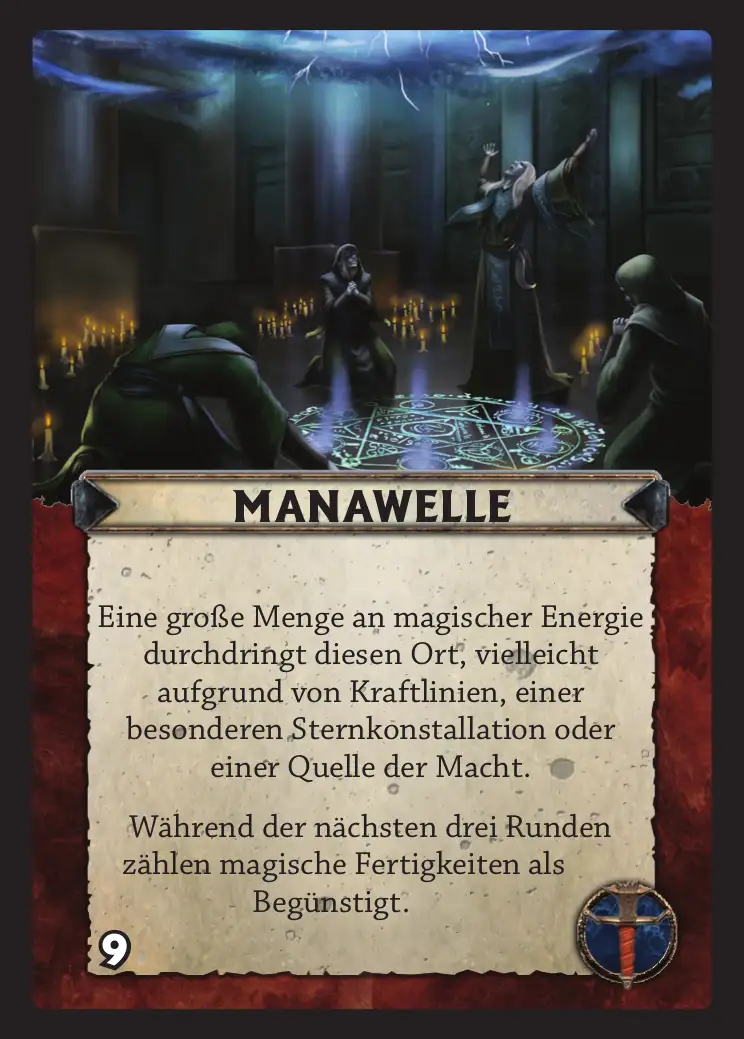 MANAWELLE
Eine große Menge an magischer Energie
durchdringt diesen Ort, vielleicht
aufgrund von Kraftlinien, einer
besonderen Sternkonstallation oder
einer Quelle der Macht.
Während der nächsten drei Runden
zählen magische Fertigkeiten als
Begünstigt.
9